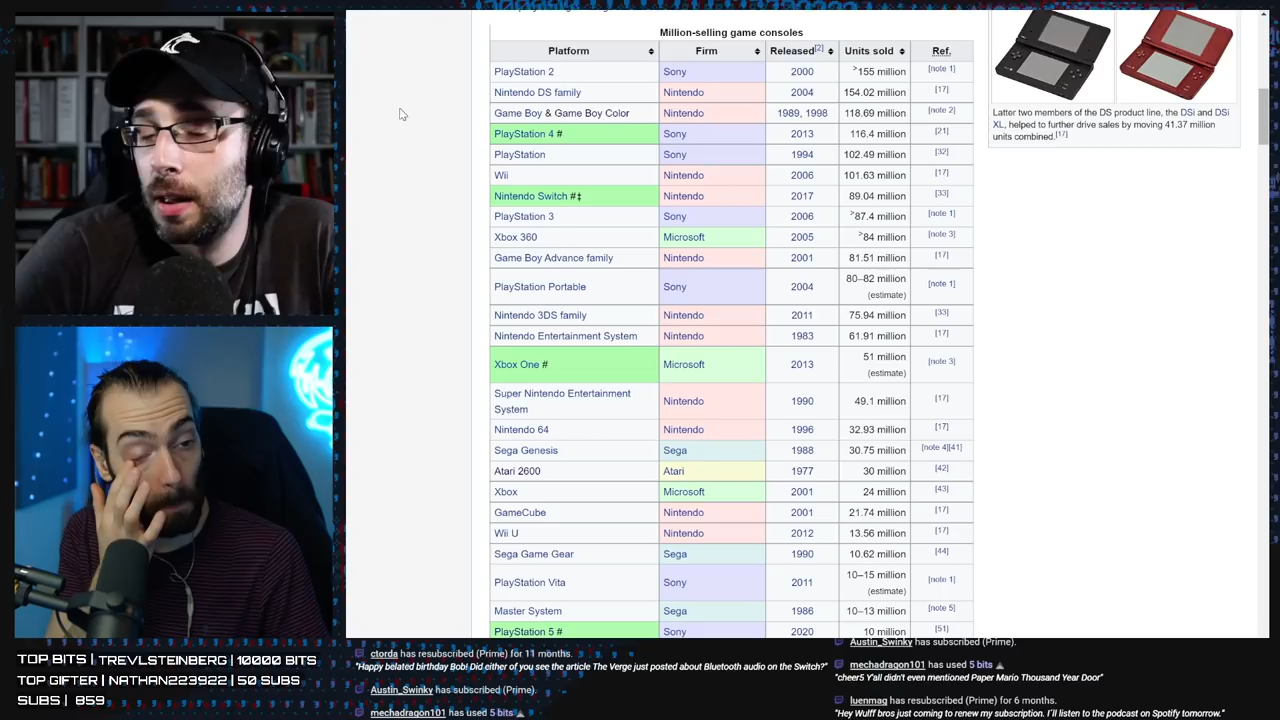 Million-selling game consoles
Platform Firm Released[2] Units sold Ref.
PlayStation 2 Sony 2000 >155 million [note 1]
Nintendo DS family Nintendo 2004 154.02 million [17]
Game Boy & Game Boy Color Nintendo 1989, 1998 118.69 million [note 2]
PlayStation 4 # Sony 2013 116.4 million [21]
PlayStation Sony 1994 102.49 million [32]
Wii Nintendo 2006 101.63 million [17]
Nintendo Switch #‡ Nintendo 2017 89.04 million [33]
PlayStation 3 Sony 2006 >87.4 million [note 1]
Xbox 360 Microsoft 2005 >84 million [note 3]
Game Boy Advance family Nintendo 2001 81.51 million [17]
PlayStation Portable Sony 2004 80–82 million [note 1]
(estimate)
Nintendo 3DS family Nintendo 2011 75.94 million [33]
Nintendo Entertainment System Nintendo 1983 61.91 million [17]
Xbox One # Microsoft 2013 51 million [note 3]
(estimate)
Super Nintendo Entertainment
System Nintendo 1990 49.1 million [17]
Nintendo 64 Nintendo 1996 32.93 million [17]
Sega Genesis Sega 1988 30.75 million [note 4][41]
Atari 2600 Atari 1977 30 million [42]
Xbox Microsoft 2001 24 million [43]
GameCube Nintendo 2001 21.74 million [17]
Wii U Nintendo 2012 13.56 million [17]
Sega Game Gear Sega 1990 10.62 million [44]
PlayStation Vita Sony 2011 10–15 million [note 1]
(estimate)
Master System Sega 1986 10–13 million [note 5]
PlayStation 5 # Sony 2020 10 million [51]
Latter two members of the DS product line, the DSi and DSi
XL, helped to further drive sales by moving 41.37 million
units combined.[17]
TOP BITS | TREVLSTEINBERG | 10000 BITS
TOP GIFTER | NATHAN223922 | 50 SUBS
SUBS | 859
ctorda has resubscribed (Prime) for 11 months.
"Happy belated birthday Bob! Did either of you see the article The Verge just posted about Bluetooth audio on the Switch?"
Austin_Swinky has subscribed (Prime).
mechadragon101 has used 5 bits
Austin_Swinky has subscribed (Prime).
mechadragon101 has used 5 bits
"cheer5 Y'all didn't even mentioned Paper Mario Thousand Year Door"
luenmag has resubscribed (Prime) for 6 months.
"Hey Wulff bros just coming to renew my subscription. I'll listen to the podcast on Spotify tomorrow."